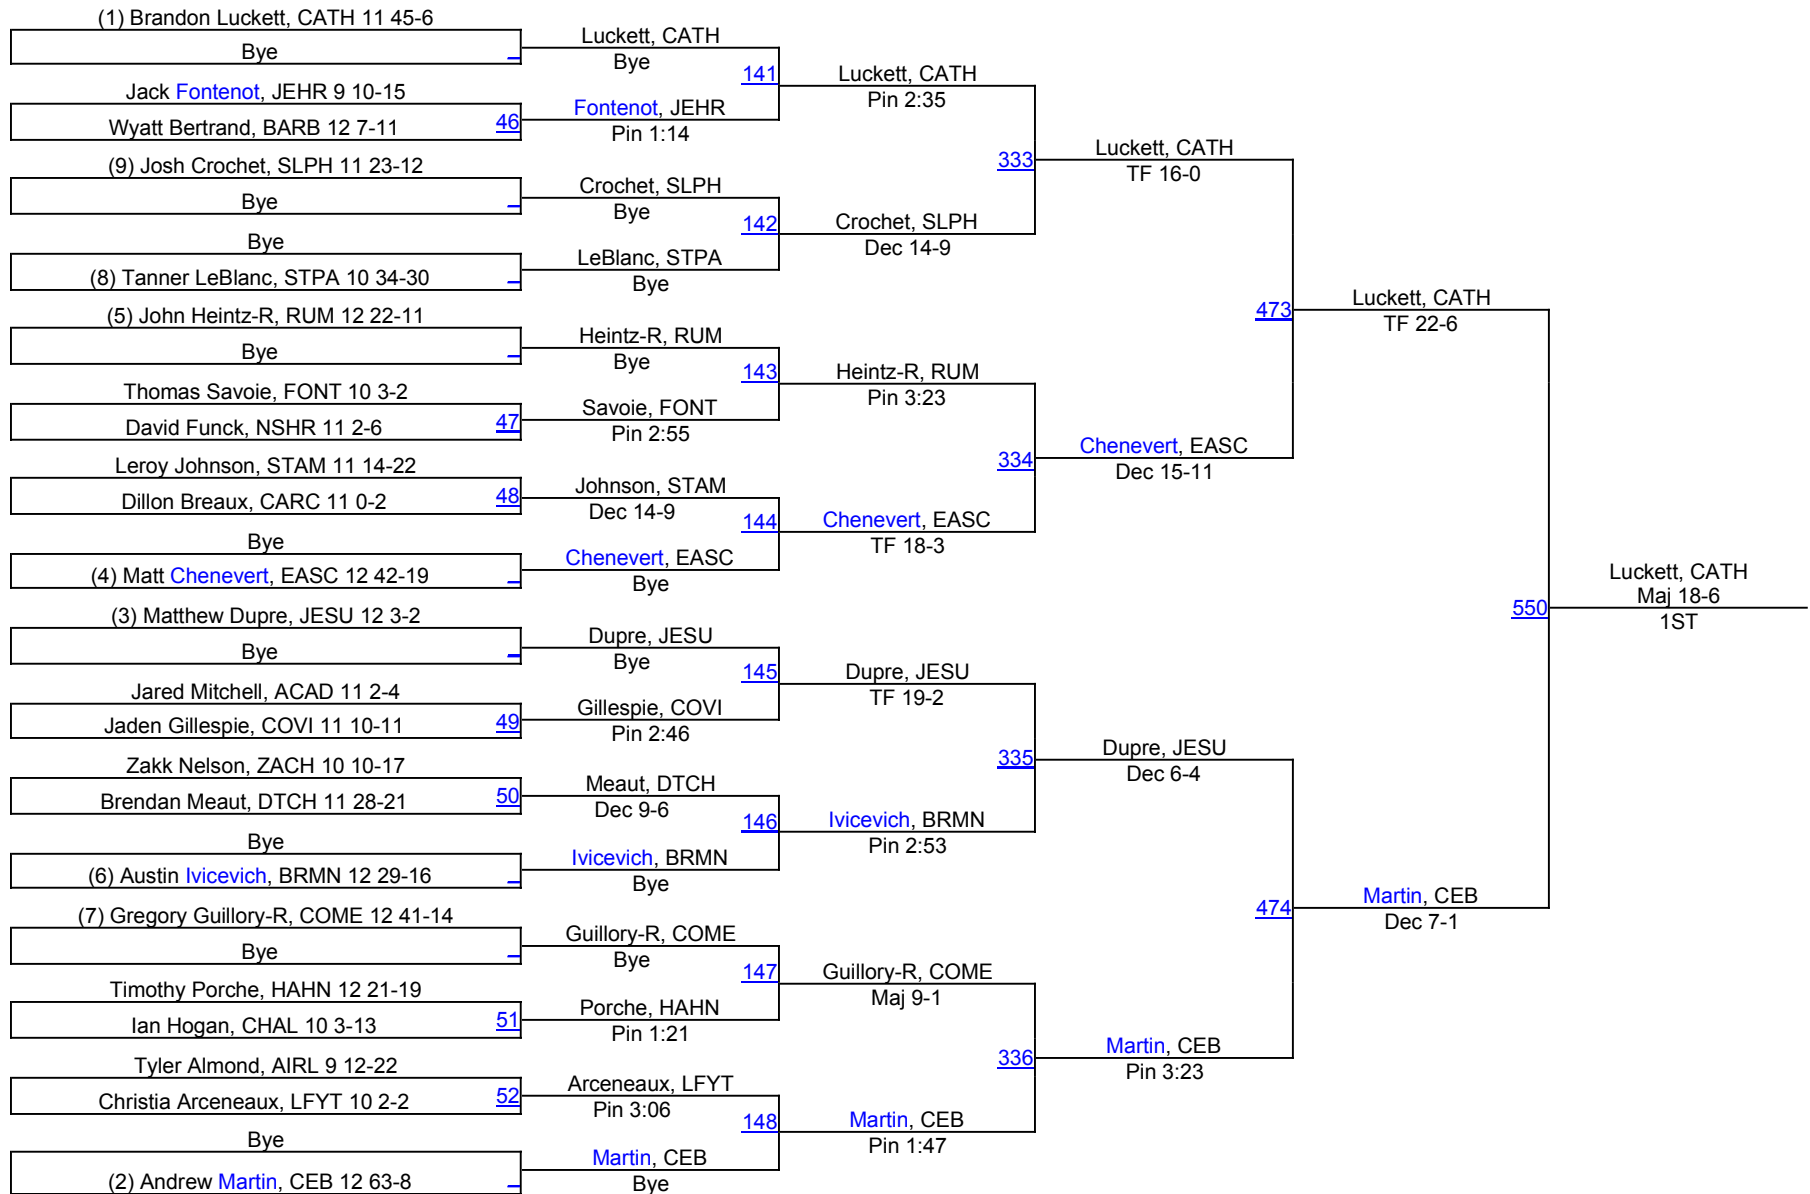 (1) Brandon Luckett, CATH 11 45-6
Bye
Jack Fontenot, JEHR 9 10-15
Wyatt Bertrand, BARB 12 7-11
46
(9) Josh Crochet, SLPH 11 23-12
Bye
Bye
(8) Tanner LeBlanc, STPA 10 34-30
(5) John Heintz-R, RUM 12 22-11
Bye
Thomas Savoie, FONT 10 3-2
David Funck, NSHR 11 2-6
47
Leroy Johnson, STAM 11 14-22
Dillon Breaux, CARC 11 0-2
48
Bye
(4) Matt Chenevert, EASC 12 42-19
(3) Matthew Dupre, JESU 12 3-2
Bye
Jared Mitchell, ACAD 11 2-4
Jaden Gillespie, COVI 11 10-11
49
Zakk Nelson, ZACH 10 10-17
Brendan Meaut, DTCH 11 28-21
50
Bye
(6) Austin Ivicevich, BRMN 12 29-16
(7) Gregory Guillory-R, COME 12 41-14
Bye
Timothy Porche, HAHN 12 21-19
Ian Hogan, CHAL 10 3-13
51
Tyler Almond, AIRL 9 12-22
Christia Arceneaux, LFYT 10 2-2
52
Bye
(2) Andrew Martin, CEB 12 63-8
Luckett, CATH
Bye
141
Fontenot, JEHR
Pin 1:14
Crochet, SLPH
Bye
142
LeBlanc, STPA
Bye
Heintz-R, RUM
Bye
143
Savoie, FONT
Pin 2:55
Johnson, STAM
Dec 14-9
144
Chenevert, EASC
Bye
Dupre, JESU
Bye
145
Gillespie, COVI
Pin 2:46
Meaut, DTCH
Dec 9-6
146
Ivicevich, BRMN
Bye
Guillory-R, COME
Bye
147
Porche, HAHN
Pin 1:21
Arceneaux, LFYT
Pin 3:06
148
Martin, CEB
Bye
Luckett, CATH
Pin 2:35
333
Crochet, SLPH
Dec 14-9
Heintz-R, RUM
Pin 3:23
334
Chenevert, EASC
TF 18-3
Dupre, JESU
TF 19-2
335
Ivicevich, BRMN
Pin 2:53
Guillory-R, COME
Maj 9-1
336
Martin, CEB
Pin 1:47
Luckett, CATH
TF 16-0
473
Chenevert, EASC
Dec 15-11
Dupre, JESU
Dec 6-4
474
Martin, CEB
Pin 3:23
Luckett, CATH
TF 22-6
550
Martin, CEB
Dec 7-1
Luckett, CATH
Maj 18-6
1ST